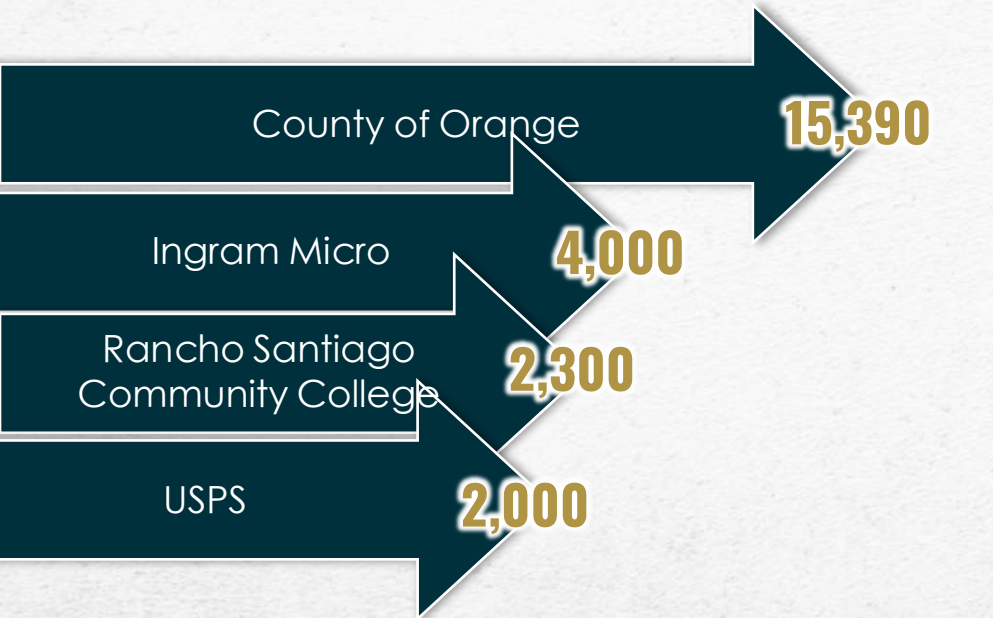 County of Orange 15,390
Ingram Micro 4,000
Rancho Santiago
Community College 2,300
USPS 2,000